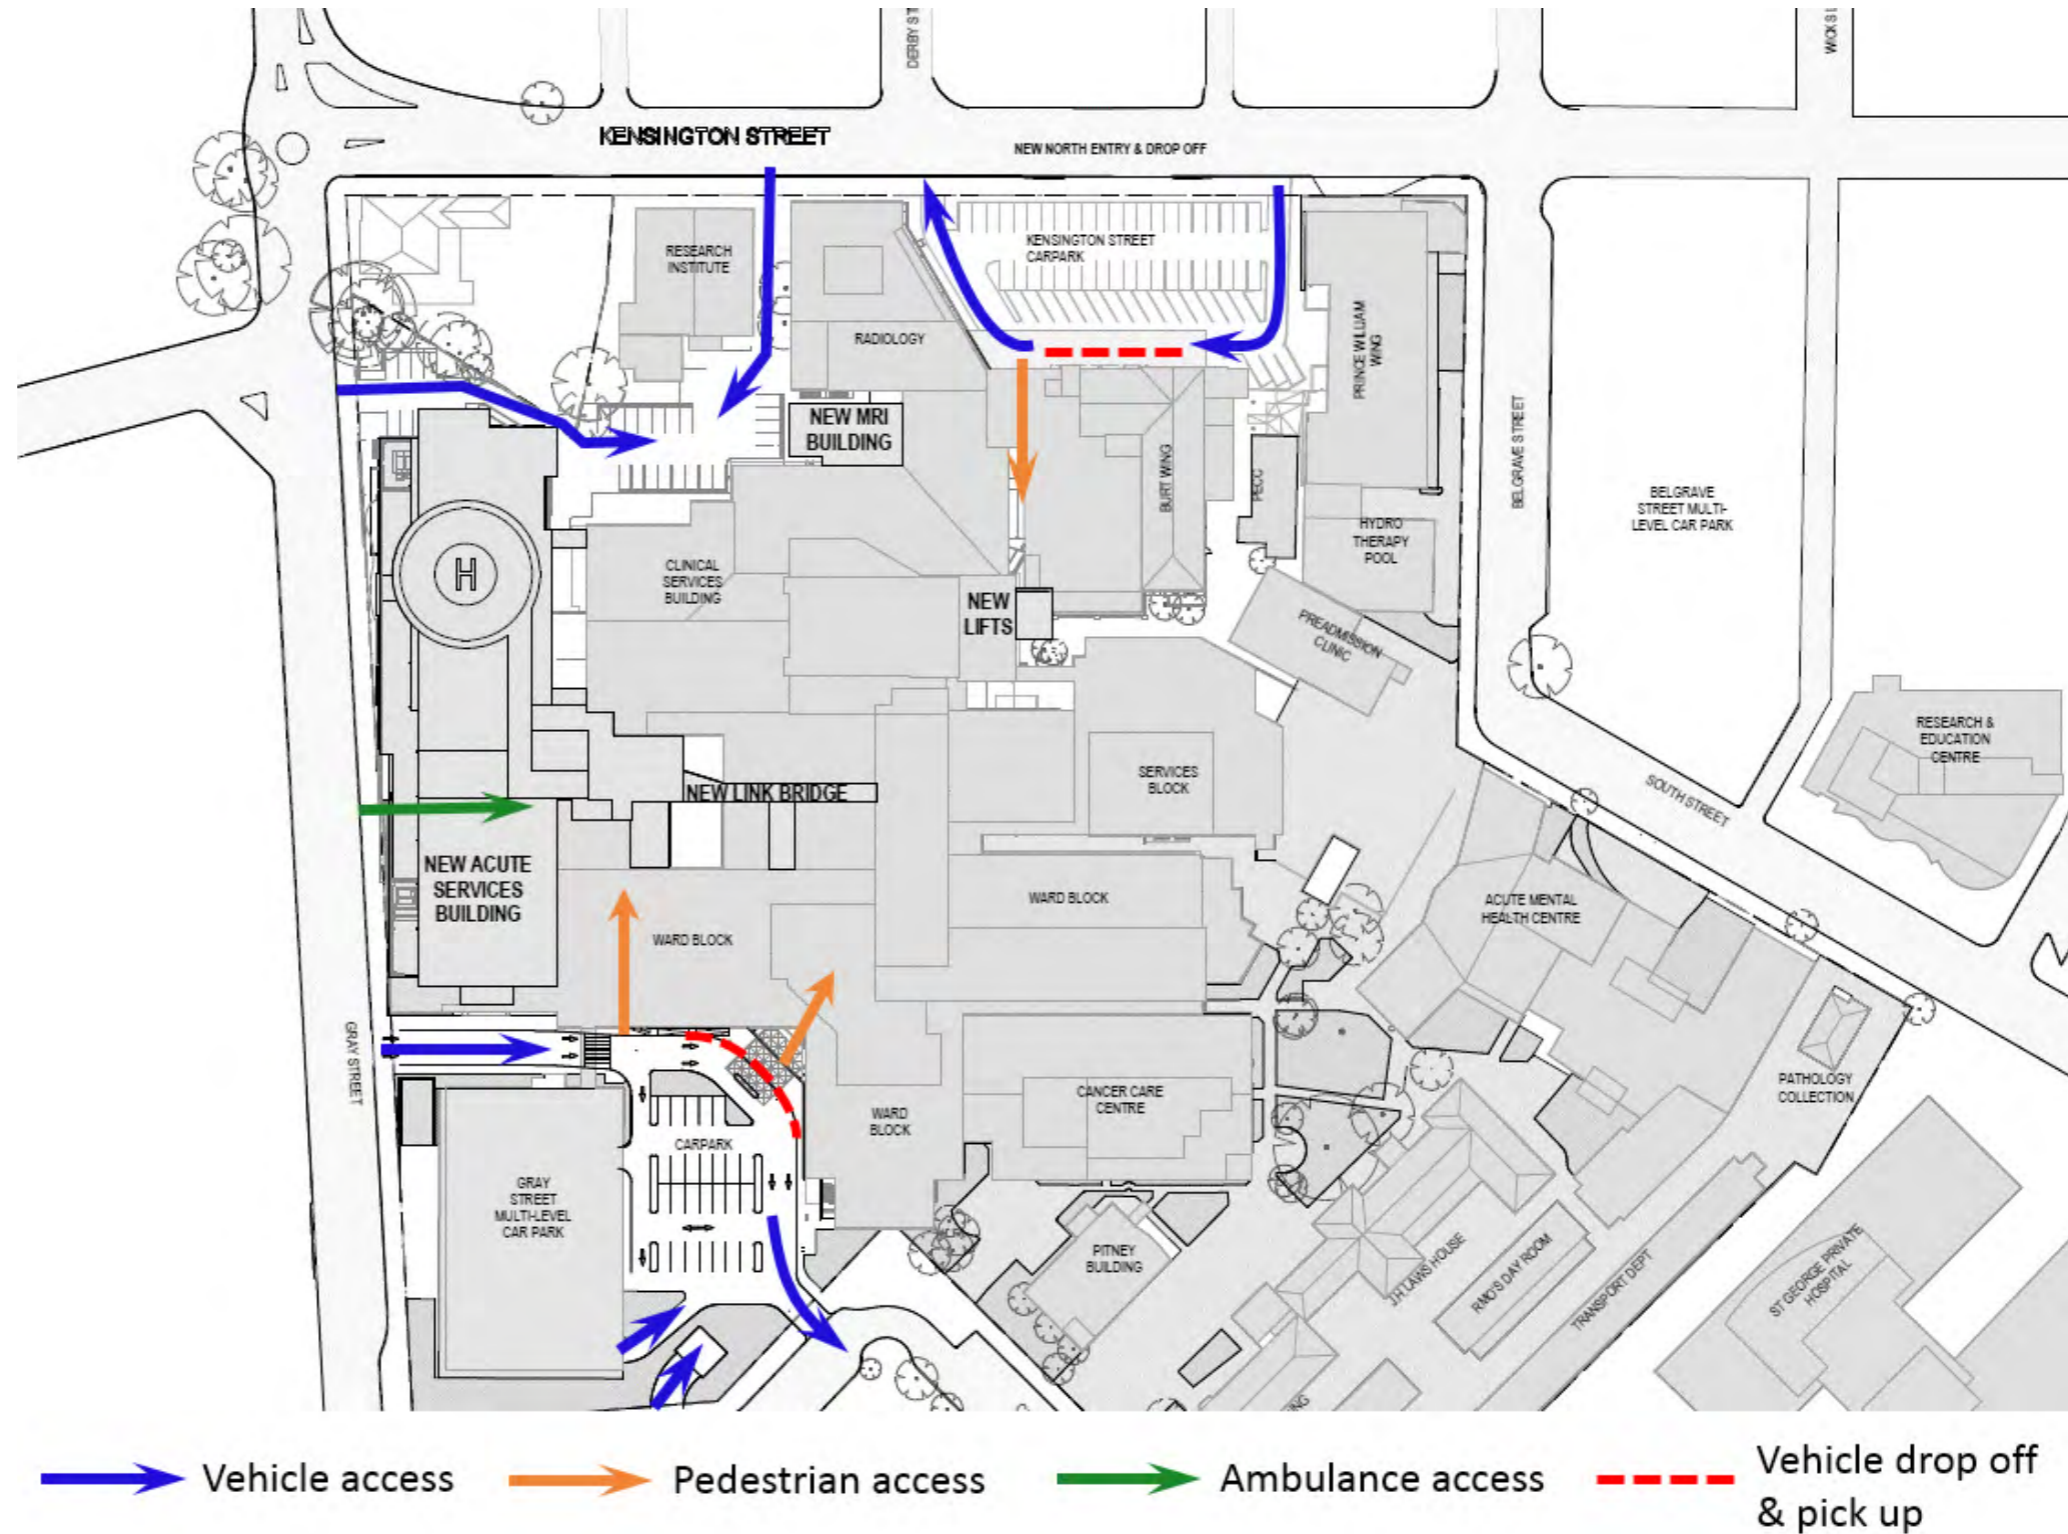 DERBY ST
KENSINGTON STREET
NEW NORTH ENTRY & DROP OFF
RESEARCH
INSTITUTE
KENSINGTON STREET
CARPARK
RADIOLOGY
PRINCE WILLIAM
WING
NEW MRI
BUILDING
BURT WING
PECC
BELGRAVE STREET
BELGRAVE
STREET MULTI-
LEVEL CAR PARK
HYDRO
THERAPY
POOL
H
CLINICAL
SERVICES
BUILDING
NEW
LIFTS
PREADMISSION
CLINIC
RESEARCH &
EDUCATION
CENTRE
SERVICES
BLOCK
SOUTH STREET
NEW LINK BRIDGE
NEW ACUTE
SERVICES
BUILDING
WARD BLOCK
WARD BLOCK
ACUTE MENTAL
HEALTH CENTRE
GRAY STREET
PATHOLOGY
COLLECTION
CANCER CARE
CENTRE
WARD
BLOCK
CARPARK
GRAY
STREET
MULTI-LEVEL
CAR PARK
PITNEY
BUILDING
J H LAWS HOUSE
RMO'S DAY ROOM
TRANSPORT DEPT
ST GEORGE PRIVATE
HOSPITAL
Vehicle access
Pedestrian access
Ambulance access
Vehicle drop off
& pick up